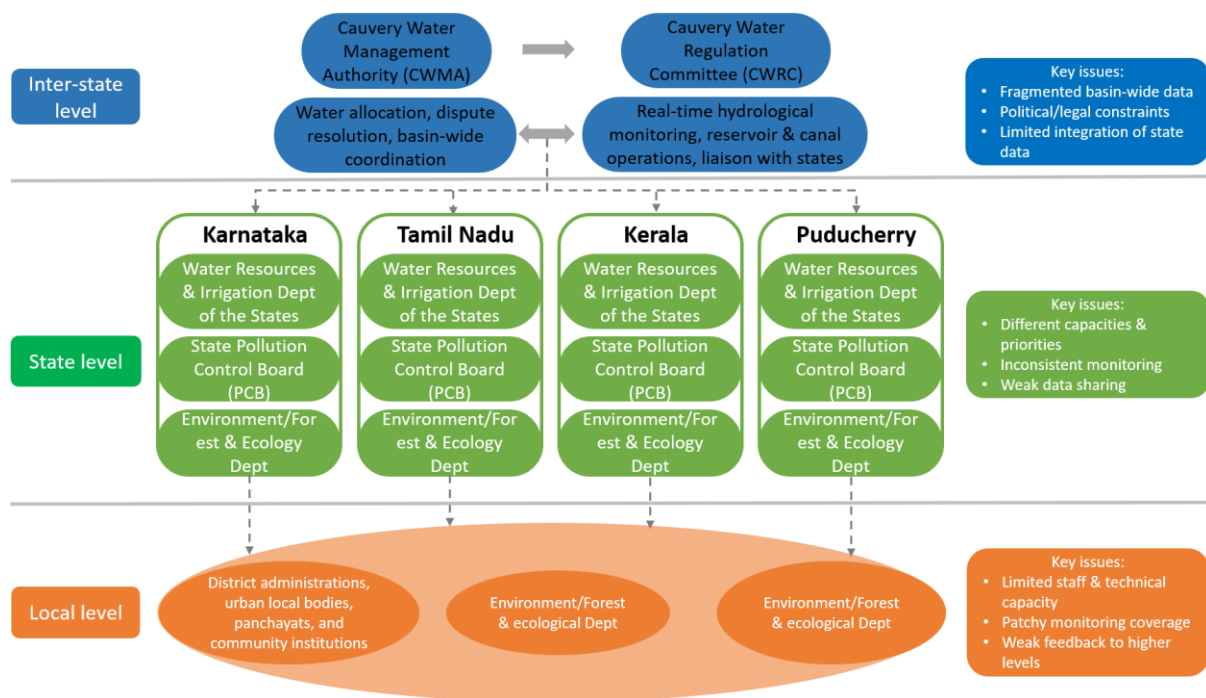 Cauvery Water
Management
Authority (CWMA)
Cauvery Water
Regulation
Committee (CWRC)
Inter-state
level
Water allocation, dispute
resolution, basin-wide
coordination
Real-time hydrological
monitoring, reservoir & canal
operations, liaison with states
Key issues:
• Fragmented basin-wide data
• Political/legal constraints
• Limited integration of state
data
State level
Karnataka
Water Resources
& Irrigation Dept
of the States
State Pollution
Control Board
(PCB)
Environment/For
est & Ecology
Dept
Tamil Nadu
Water Resources
& Irrigation Dept
of the States
State Pollution
Control Board
(PCB)
Environment/For
est & Ecology
Dept
Kerala
Water Resources
& Irrigation Dept
of the States
State Pollution
Control Board
(PCB)
Environment/For
est & Ecology
Dept
Puducherry
Water Resources
& Irrigation Dept
of the States
State Pollution
Control Board
(PCB)
Environment/For
est & Ecology
Dept
Key issues:
• Different capacities &
priorities
• Inconsistent monitoring
• Weak data sharing
Local level
District administrations,
urban local bodies,
panchayats, and
community institutions
Environment/Forest
& ecological Dept
Environment/Forest
& ecological Dept
Key issues:
• Limited staff & technical
capacity
• Patchy monitoring coverage
• Weak feedback to higher
levels